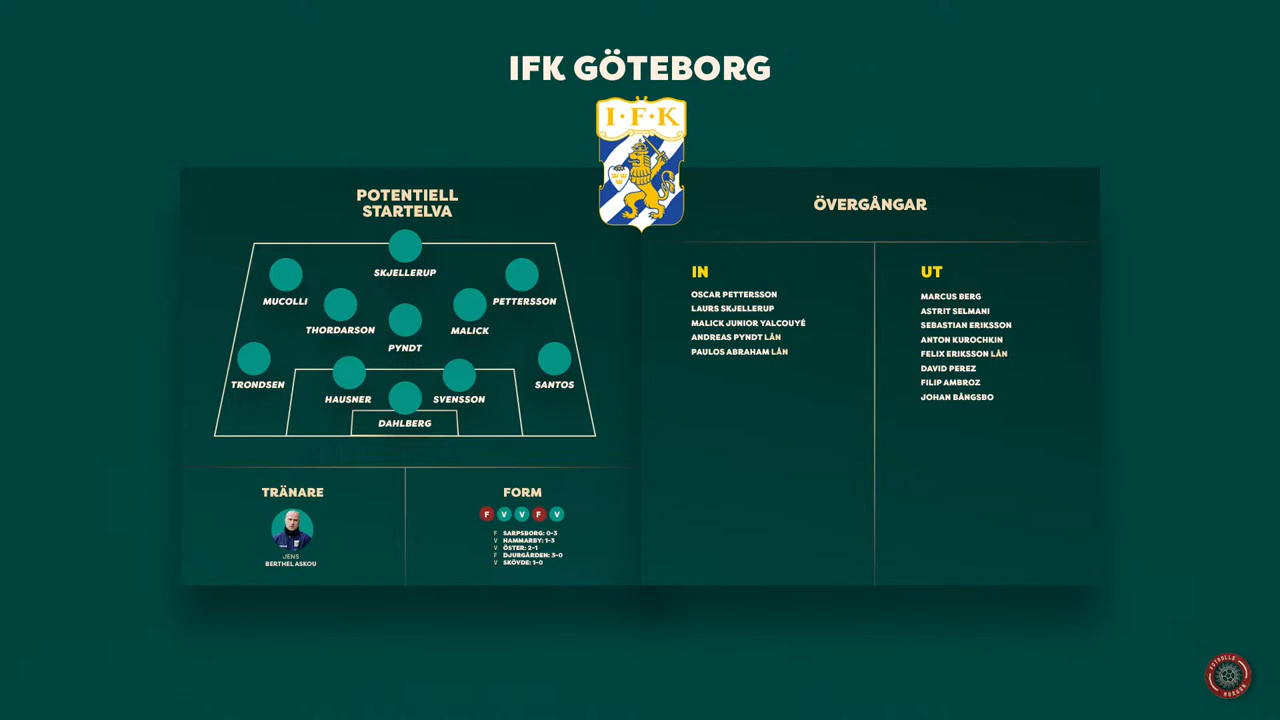 IFK GÖTEBORG
I·F·K
POTENTIELL
STARTELVA
SKJELLERUP
MUCOLLI
PETTERSSON
THORDARSON
MALICK
PYNDT
TRONDSEN
SANTOS
HAUSNER
SVENSSON
DAHLBERG
TRÄNARE
JENS
BERTHEL ASKOU
FORM
F V V F V
F SARPSBORG: 0-3
V HAMMARBY: 1-3
V ÖSTER: 2-1
F DJURGÅRDEN: 3-0
V SKÖVDE: 1-0
ÖVERGÅNGAR
IN
OSCAR PETTERSSON
LAURS SKJELLERUP
MALICK JUNIOR YALCOUYÉ
ANDREAS PYNDT LÅN
PAULOS ABRAHAM LÅN
UT
MARCUS BERG
ASTRIT SELMANI
SEBASTIAN ERIKSSON
ANTON KUROCHKIN
FELIX ERIKSSON LÅN
DAVID PEREZ
FILIP AMBROZ
JOHAN BÅNGSBO
FOTBOLLS
MORGON